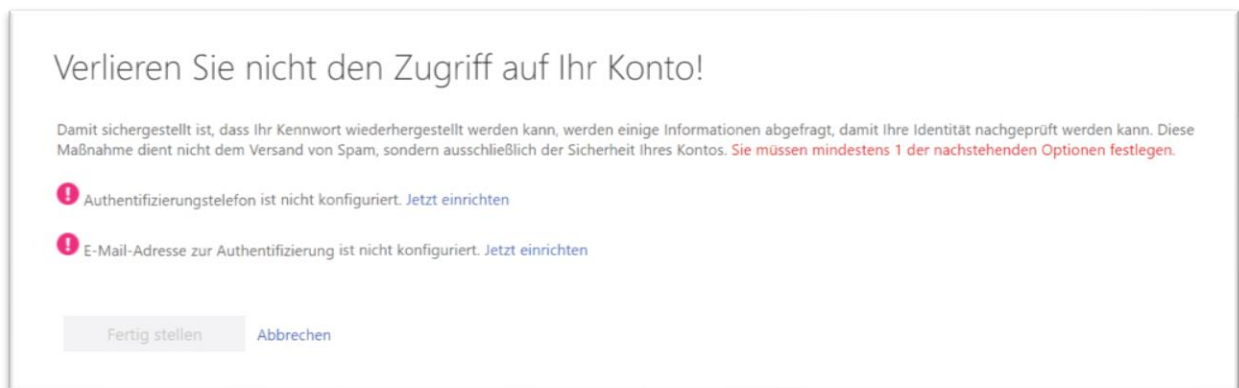 Verlieren Sie nicht den Zugriff auf Ihr Konto!
Damit sichergestellt ist, dass Ihr Kennwort wiederhergestellt werden kann, werden einige Informationen abgefragt, damit Ihre Identität nachgeprüft werden kann. Diese
Maßnahme dient nicht dem Versand von Spam, sondern ausschließlich der Sicherheit Ihres Kontos. Sie müssen mindestens 1 der nachstehenden Optionen festlegen.
Authentifizierungstelefon ist nicht konfiguriert. Jetzt einrichten
E-Mail-Adresse zur Authentifizierung ist nicht konfiguriert. Jetzt einrichten
Fertig stellen Abbrechen